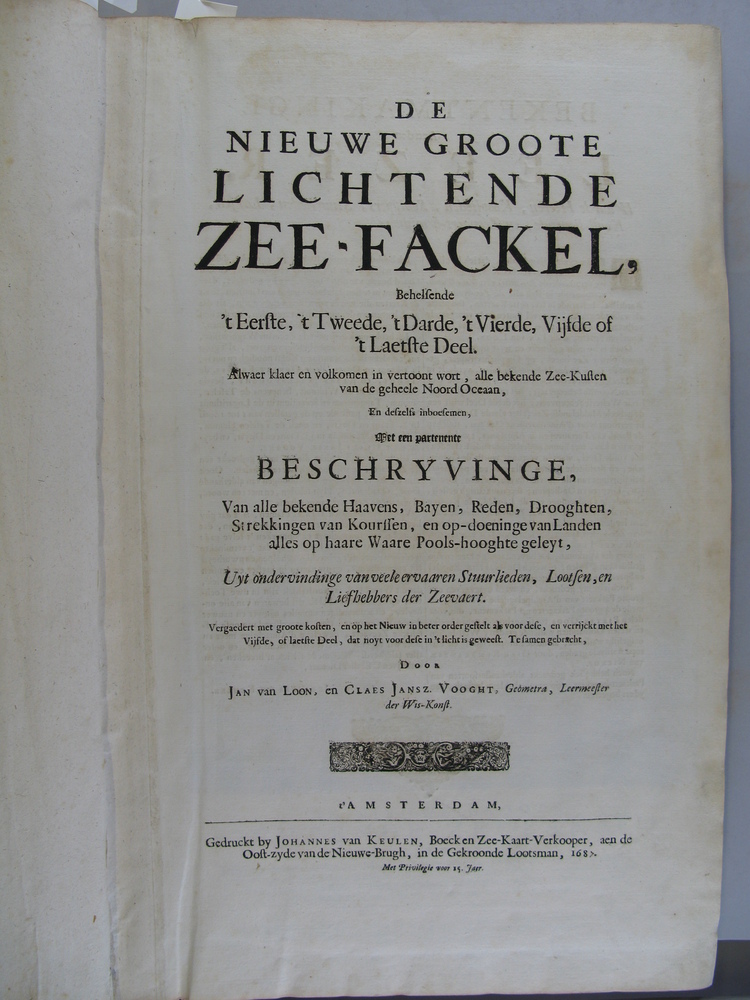 DE
NIEUWE GROOTE
LICHTENDE
ZEE-FACKEL,
Behelſende
't Eerſte, 't Tweede, 't Darde, 't Vierde, Vijfde of
't Laetſte Deel.
Alwaer klaer en volkomen in vertoont wort, alle bekende Zee-Kuſten
van de geheele Noord Oceaan,
En deſzelfs inboeſemen,
Met een partenente
BESCHRYVINGE,
Van alle bekende Haavens, Bayen, Reden, Drooghten,
Strekkingen van Kourſſen, en op-doeninge van Landen
alles op haare Waare Pools-hooghte geleyt,
Uyt ondervindinge van veele ervaaren Stuurlieden, Lootſen, en
Liefhebbers der Zeevaert.
Vergaedert met groote koſten, en op het Nieuw in beter order geſtelt als voor deſe, en verrijckt met het
Vijfde, of laetſte Deel, dat noyt voor deſe in 't licht is geweeſt. Te ſamen gebracht,
DOOR
JAN van LOON, en CLAES JANSZ. VOOGHT, Geometra, Leermeeſter
der Wis-Konſt.
t'AMSTERDAM,
Gedruckt by JOHANNES van KEULEN, Boeck en Zee-Kaart-Verkooper, aen de
Ooſt-zyde van de Nieuwe-Brugh, in de Gekroonde Lootsman,
Met Privilegie voor 15. Jaer.